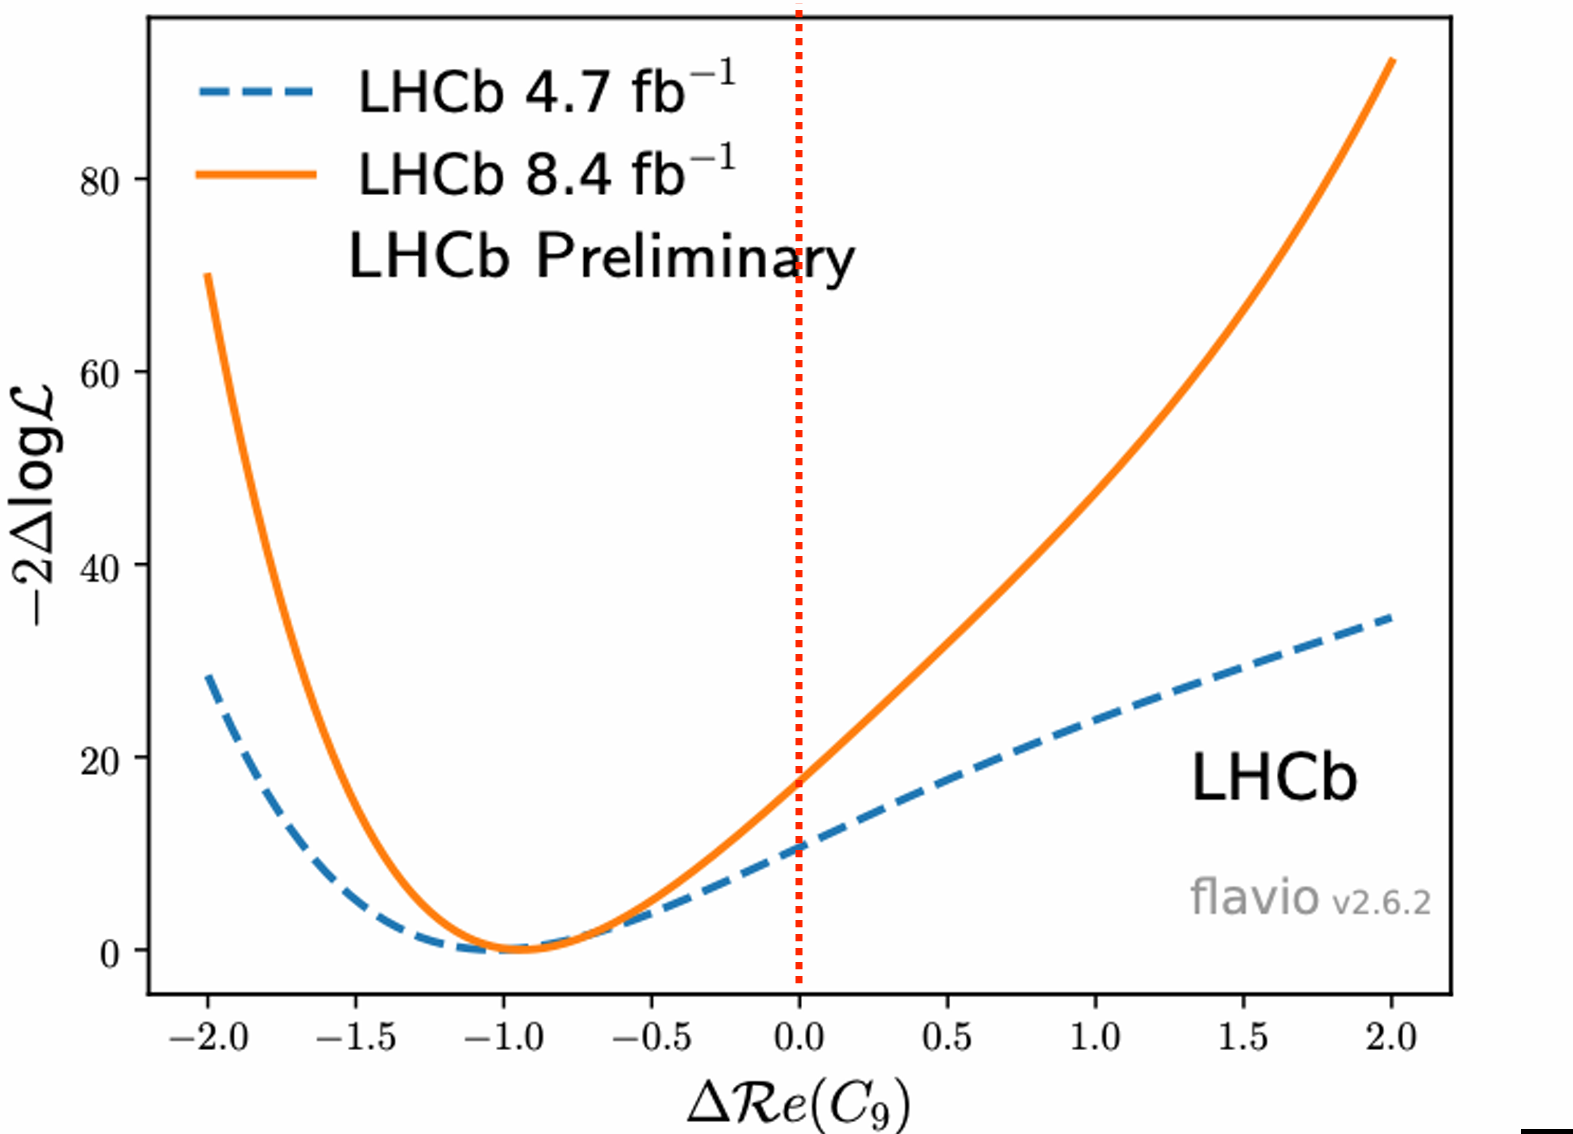 LHCb 4.7 fb⁻¹
LHCb 8.4 fb⁻¹
LHCb Preliminary
−2Δlogℒ
80
60
40
20
0
LHCb
flavio v2.6.2
−2.0 −1.5 −1.0 −0.5 0.0 0.5 1.0 1.5 2.0
Δℛe(C₉)